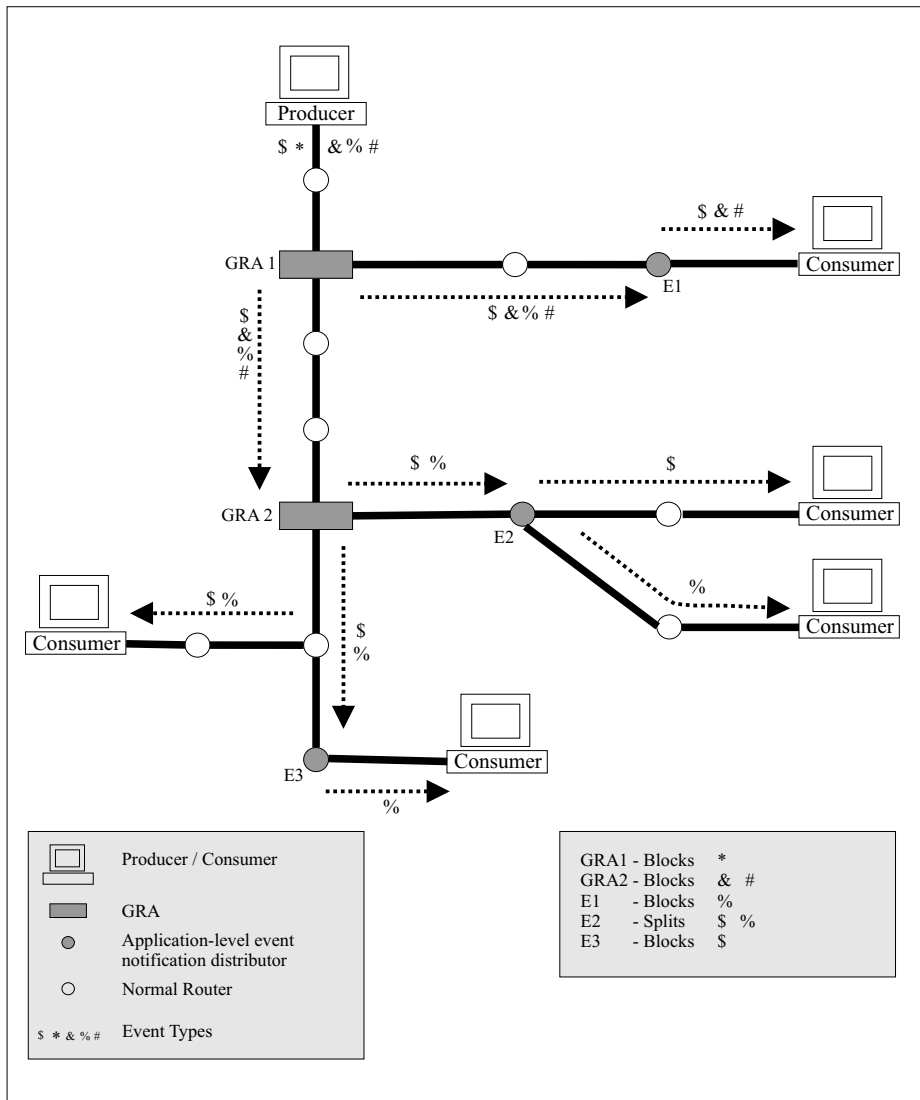 Producer
$ * & % #
$ & #
GRA 1
Consumer
E1
$ & % #
$
&
%
#
$ %
$
GRA 2
E2
Consumer
%
$ %
Consumer
Consumer
$
%
E3
Consumer
%
Producer / Consumer
GRA
Application-level event
notification distributor
Normal Router
$ * & % # Event Types
GRA1 - Blocks *
GRA2 - Blocks & #
E1 - Blocks %
E2 - Splits $ %
E3 - Blocks $